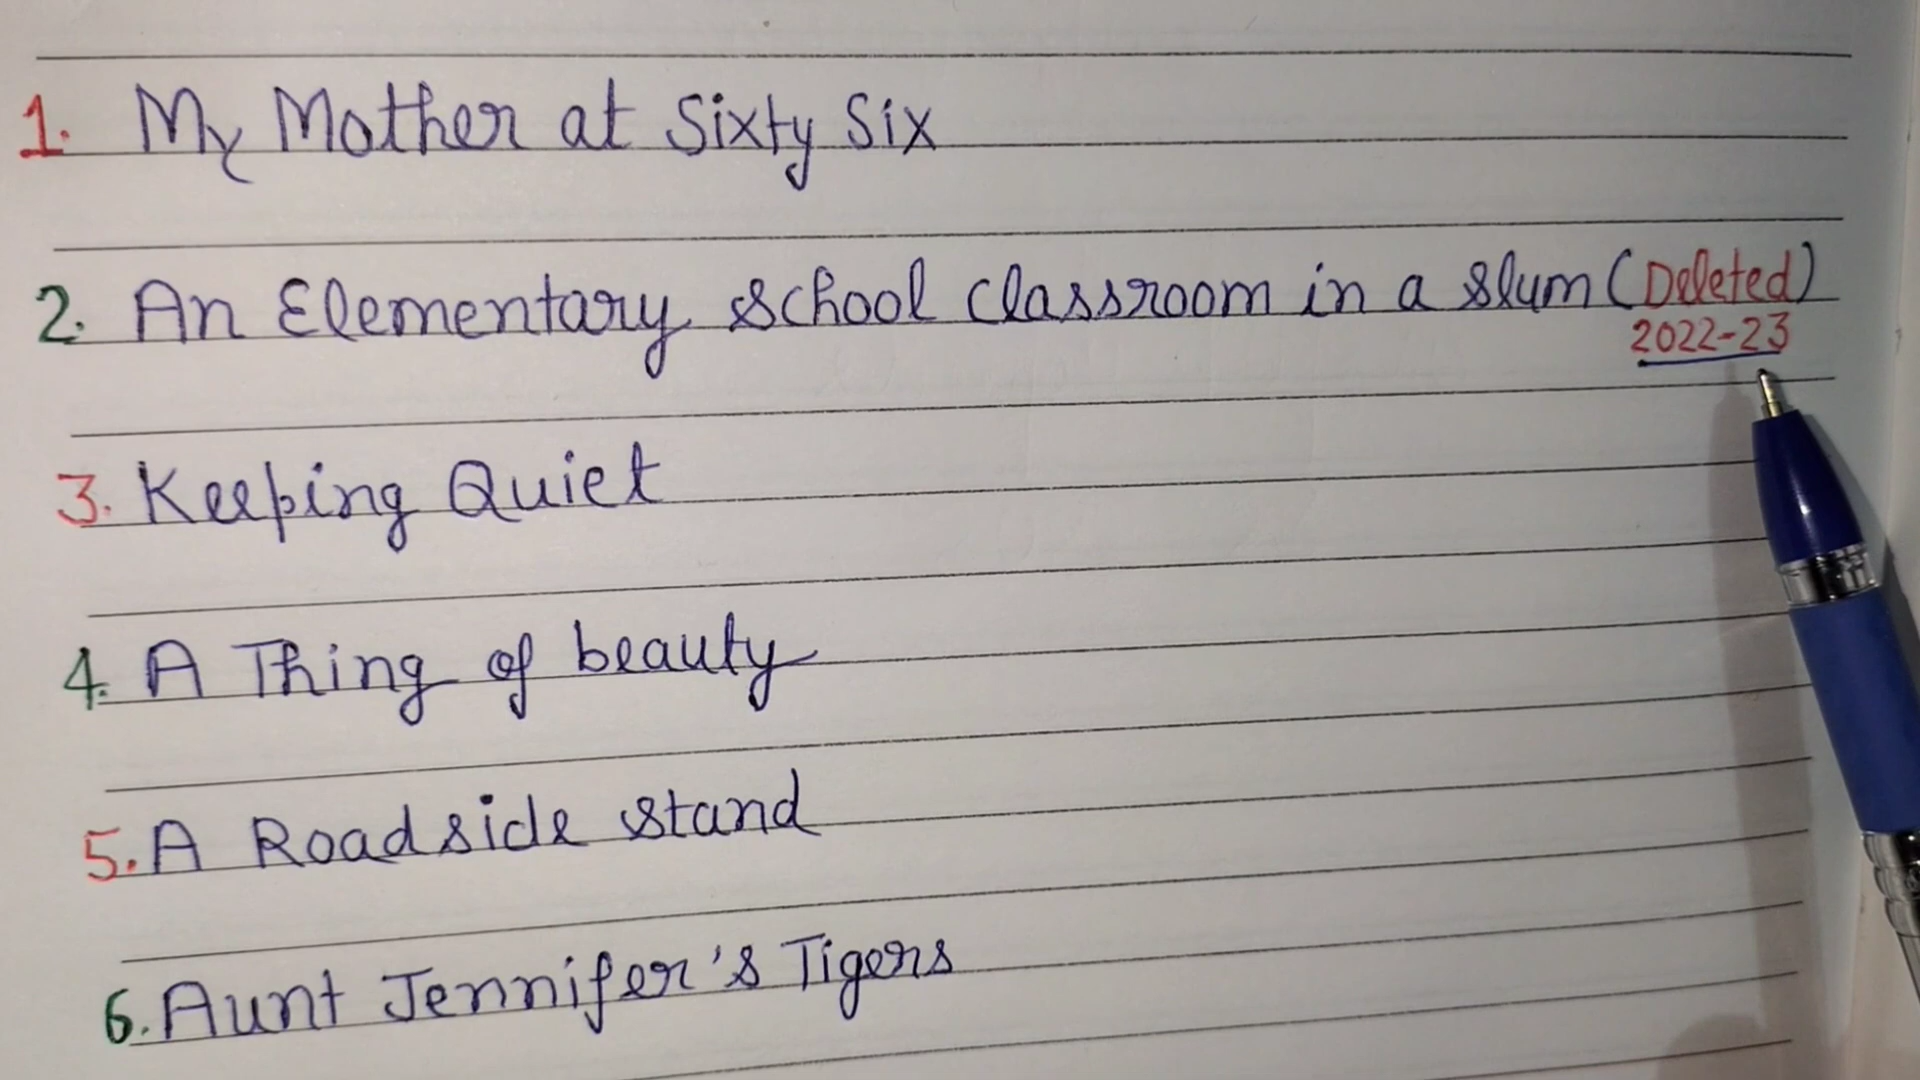 1. My Mother at Sixty Six
2. An Elementary School Classroom in a Slum (Deleted)
2022-23
3. Keeping Quiet
4. A Thing of beauty
5. A Roadside stand
6. Aunt Jennifer's Tigers